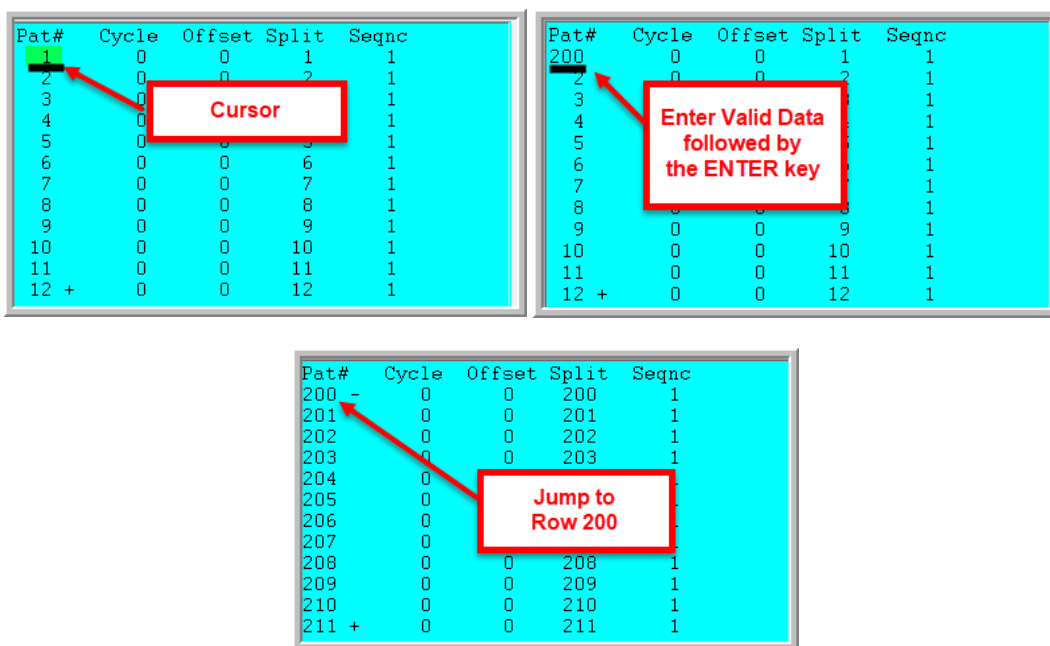 Pat# Cycle Offset Split Seqnc
1 0 0 1 1
2 0 0 2 1
3 0 1
4 1
5 0 0 1
6 0 0 6 1
7 0 0 7 1
8 0 0 8 1
9 0 0 9 1
10 0 0 10 1
11 0 0 11 1
12 + 0 0 12 1
Cursor
Pat# Cycle Offset Split Seqnc
200 0 0 1 1
2 0 0 2 1
3 1
4 1
5 1
6 1
7 1
8 1
9 0 0 9 1
10 0 0 10 1
11 0 0 11 1
12 + 0 0 12 1
Enter Valid Data
followed by
the ENTER key
Pat# Cycle Offset Split Seqnc
200 - 0 0 200 1
201 0 0 201 1
202 0 0 202 1
203 0 0 203 1
204 0
205 0
206 0
207 0
208 0 0 208 1
209 0 0 209 1
210 0 0 210 1
211 + 0 0 211 1
Jump to
Row 200